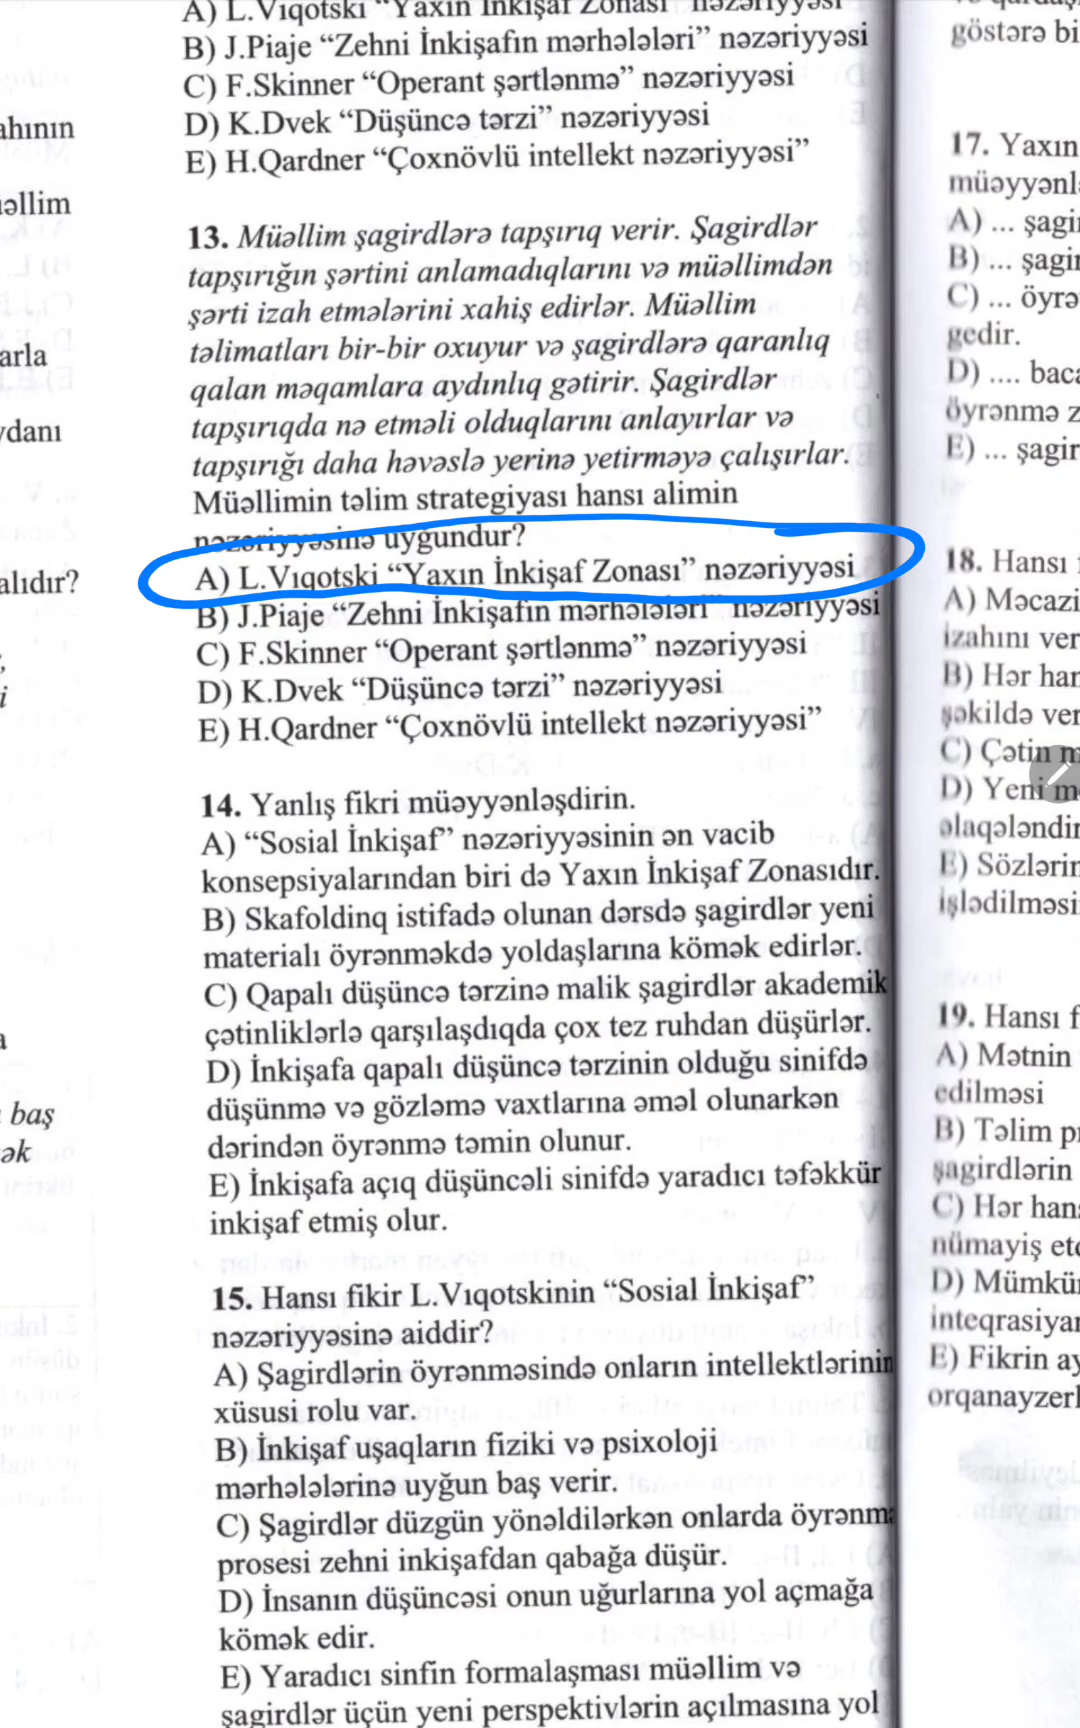 A) L.Vıqotski “Yaxın İnkişaf Zonası” nəzəriyyəsi
B) J.Piaje “Zehni İnkişafın mərhələləri” nəzəriyyəsi
C) F.Skinner “Operant şərtlənmə” nəzəriyyəsi
D) K.Dvek “Düşüncə tərzi” nəzəriyyəsi
E) H.Qardner “Çoxnövlü intellekt nəzəriyyəsi”
13. Müəllim şagirdlərə tapşırıq verir. Şagirdlər
tapşırığın şərtini anlamadıqlarını və müəllimdən
şərti izah etmələrini xahiş edirlər. Müəllim
təlimatları bir-bir oxuyur və şagirdlərə qaranlıq
qalan məqamlara aydınlıq gətirir. Şagirdlər
tapşırıqda nə etməli olduqlarını anlayırlar və
tapşırığı daha həvəslə yerinə yetirməyə çalışırlar.
Müəllimin təlim strategiyası hansı alimin
nəzəriyyəsinə uyğundur?
A) L.Vıqotski “Yaxın İnkişaf Zonası” nəzəriyyəsi
B) J.Piaje “Zehni İnkişafın mərhələləri” nəzəriyyəsi
C) F.Skinner “Operant şərtlənmə” nəzəriyyəsi
D) K.Dvek “Düşüncə tərzi” nəzəriyyəsi
E) H.Qardner “Çoxnövlü intellekt nəzəriyyəsi”
14. Yanlış fikri müəyyənləşdirin.
A) “Sosial İnkişaf” nəzəriyyəsinin ən vacib
konsepsiyalarından biri də Yaxın İnkişaf Zonasıdır.
B) Skafoldinq istifadə olunan dərsdə şagirdlər yeni
materialı öyrənməkdə yoldaşlarına kömək edirlər.
C) Qapalı düşüncə tərzinə malik şagirdlər akademik
çətinliklərlə qarşılaşdıqda çox tez ruhdan düşürlər.
D) İnkişafa qapalı düşüncə tərzinin olduğu sinifdə
düşünmə və gözləmə vaxtlarına əməl olunarkən
dərindən öyrənmə təmin olunur.
E) İnkişafa açıq düşüncəli sinifdə yaradıcı təfəkkür
inkişaf etmiş olur.
15. Hansı fikir L.Vıqotskinin “Sosial İnkişaf”
nəzəriyyəsinə aiddir?
A) Şagirdlərin öyrənməsində onların intellektlərinin
xüsusi rolu var.
B) İnkişaf uşaqların fiziki və psixoloji
mərhələlərinə uyğun baş verir.
C) Şagirdlər düzgün yönəldilərkən onlarda öyrənmə
prosesi zehni inkişafdan qabağa düşür.
D) İnsanın düşüncəsi onun uğurlarına yol açmağa
kömək edir.
E) Yaradıcı sinfin formalaşması müəllim və
şagirdlər üçün yeni perspektivlərin açılmasına yol
göstərə bi
17. Yaxın
müəyyənl
A) ... şagi
B) ... şagir
C) ... öyrə
gedir.
D) .... baca
öyrənmə z
E) ... şagir
18. Hansı
A) Məcazi
izahını ver
B) Hər har
şəkildə ver
C) Çətin m
D) Yeni m
əlaqələndir
E) Sözlərin
işlədilməsi
19. Hansı f
A) Mətnin
edilməsi
B) Təlim pr
şagirdlərin
C) Hər hans
nümayiş etd
D) Mümkün
inteqrasiyan
E) Fikrin ay
orqanayzerl
ahının
əllim
arla
ydanı
alıdır?
i
a
baş
ək